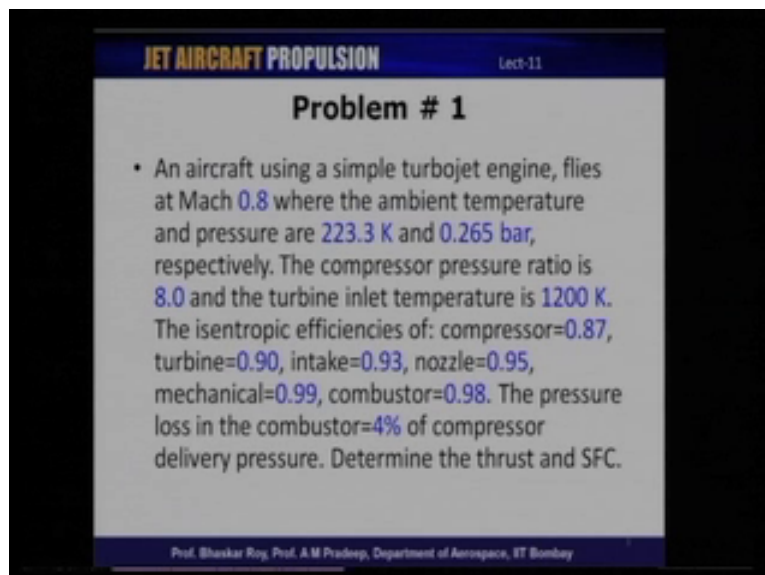 JET AIRCRAFT PROPULSION Lect-11
Problem # 1
• An aircraft using a simple turbojet engine, flies
at Mach 0.8 where the ambient temperature
and pressure are 223.3 K and 0.265 bar,
respectively. The compressor pressure ratio is
8.0 and the turbine inlet temperature is 1200 K.
The isentropic efficiencies of: compressor=0.87,
turbine=0.90, intake=0.93, nozzle=0.95,
mechanical=0.99, combustor=0.98. The pressure
loss in the combustor=4% of compressor
delivery pressure. Determine the thrust and SFC.
Prof. Bhaskar Roy, Prof. A M Pradeep, Department of Aerospace, IIT Bombay